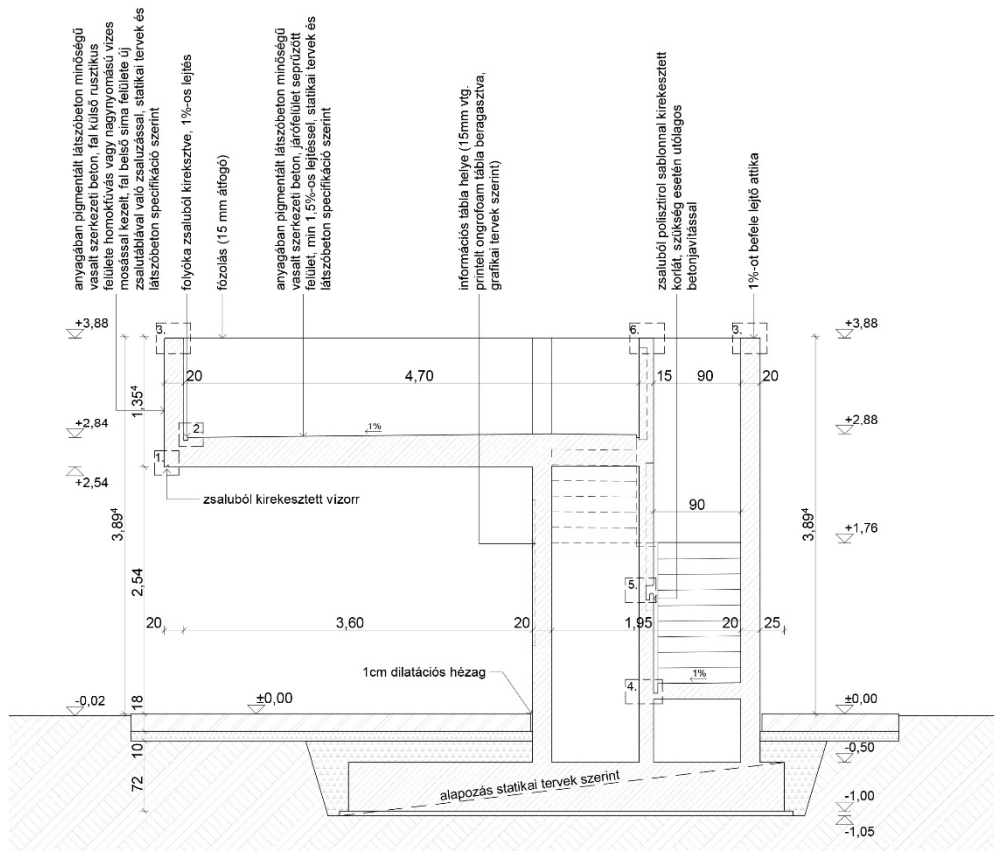 anyagában pigmentált látszóbeton minőségű
vasalt szerkezeti beton, fal külső rusztikus
felülete homokfúvás vagy nagynyomású vizes
mosással kezelt, fal belső sima felülete új
zsalutáblával való zsaluzással, statikai tervek és
látszóbeton specifikáció szerint
folyóka zsaluból kireksztve, 1%-os lejtés
fózolás (15 mm átfogó)
anyagában pigmentált látszóbeton minőségű
vasalt szerkezeti beton, járófelület seprűzött
felület, min 1,5%-os lejtéssel, statikai tervek és
látszóbeton specifikáció szerint
információs tábla helye (15mm vtg.
printelt ongrofoam tábla beragasztva,
grafikai tervek szerint)
zsaluból polisztirol sablonnal kirekesztett
korlát, szükség esetén utólagos
betonjavítással
1%-ot befele lejtő attika
+3,88
3.
6.
3.
+3,88
20
4,70
15
90
20
1,35⁴
+2,84
2.
1%
+2,88
1.
+2,54
zsaluból kirekesztett vízorr
90
3,89⁴
3,89⁴
+1,76
2,54
5.
20
3,60
20
1,95
20
25
1cm dilatációs hézag
1%
4.
-0,02
±0,00
±0,00
18
10
-0,50
72
alapozás statikai tervek szerint
-1,00
-1,05